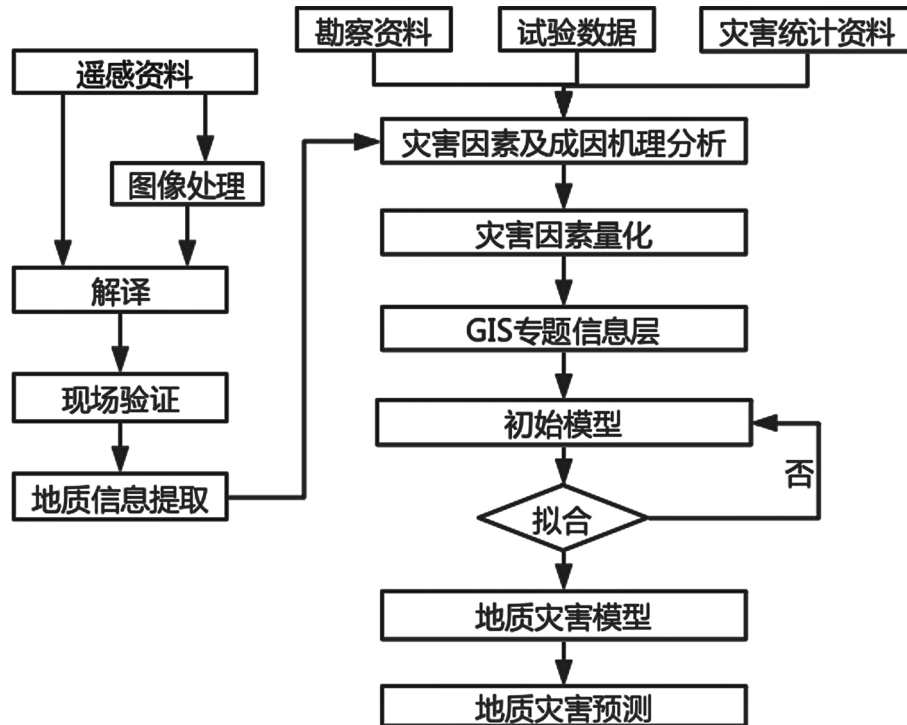 勘察资料
试验数据
灾害统计资料
遥感资料
灾害因素及成因机理分析
图像处理
灾害因素量化
解译
GIS专题信息层
现场验证
初始模型
否
地质信息提取
拟合
地质灾害模型
地质灾害预测